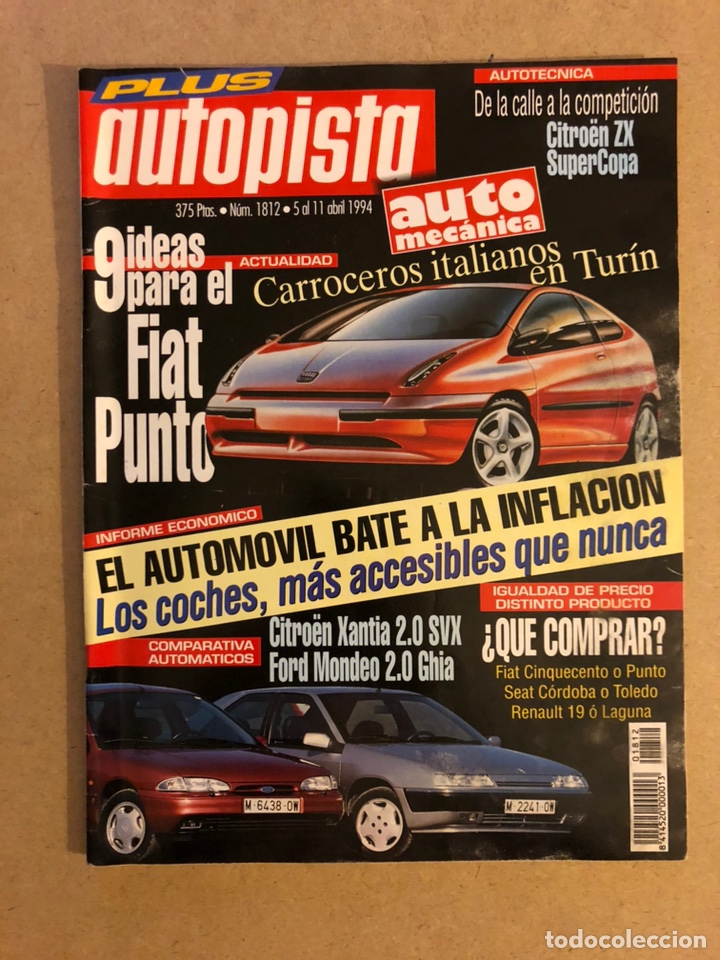 PLUS
autopista
375 Ptas. • Núm. 1812 • 5 al 11 abril 1994
AUTOTECNICA
De la calle a la competición
Citroën ZX
SuperCopa
auto
mecánica
9 ideas
para el
Fiat
Punto
ACTUALIDAD
Carroceros italianos
en Turín
INFORME ECONOMICO
EL AUTOMOVIL BATE A LA INFLACION
Los coches, más accesibles que nunca
COMPARATIVA
AUTOMATICOS
Citroën Xantia 2.0 SVX
Ford Mondeo 2.0 Ghia
IGUALDAD DE PRECIO
DISTINTO PRODUCTO
¿QUE COMPRAR?
Fiat Cinquecento o Punto
Seat Córdoba o Toledo
Renault 19 ó Laguna
M-6438-OW
M-2241-OW
01812
8414520000013
todocoleccion